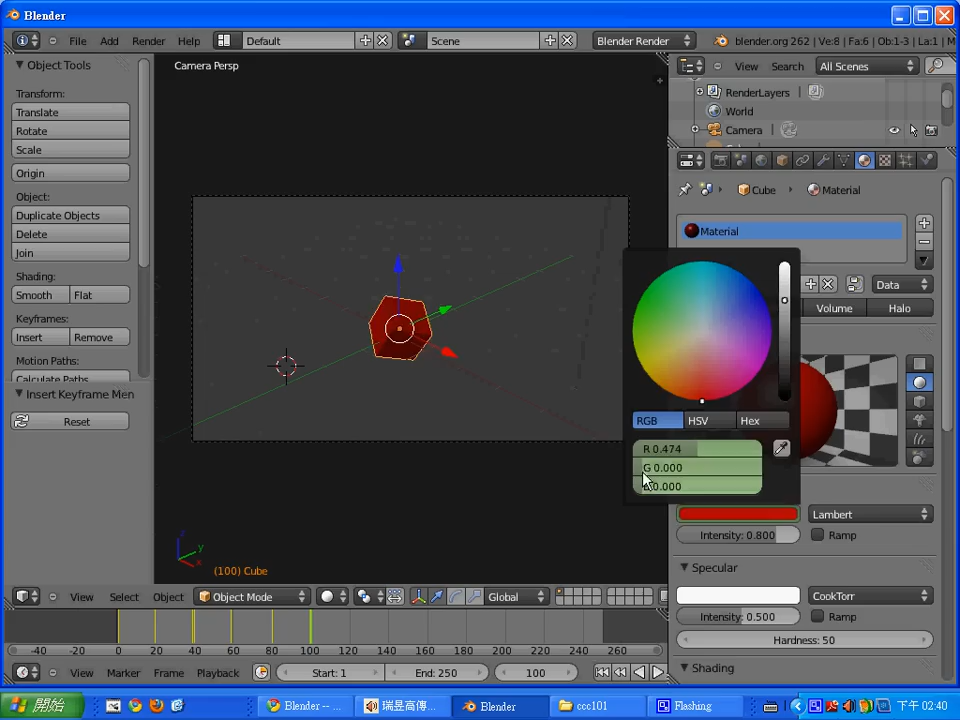 Blender
File Add Render Help Default Scene Blender Render blender.org 262 | Ve:8 | Fa:6 | Ob:1-3 | La:1 | M
Object Tools
Transform:
Translate
Rotate
Scale
Origin
Object:
Duplicate Objects
Delete
Join
Shading:
Smooth Flat
Keyframes:
Insert Remove
Motion Paths:
Calculate Paths
Insert Keyframe Men
Reset
Camera Persp
(100) Cube
View Search All Scenes
RenderLayers
World
Camera
Cube Material
Material
Data
Volume Halo
RGB HSV Hex
R 0.474
G 0.000
0.000
Lambert
Intensity: 0.800 Ramp
Specular
CookTorr
Intensity: 0.500 Ramp
Hardness: 50
Shading
View Select Object Object Mode Global
-40 -20 0 20 40 60 80 100 120 140 160 180 200 220 240 260
View Marker Frame Playback Start: 1 End: 250 100
開始 Blender -- ... 瑞昱高傳... Blender ccc101 Flashing 下午 02:40